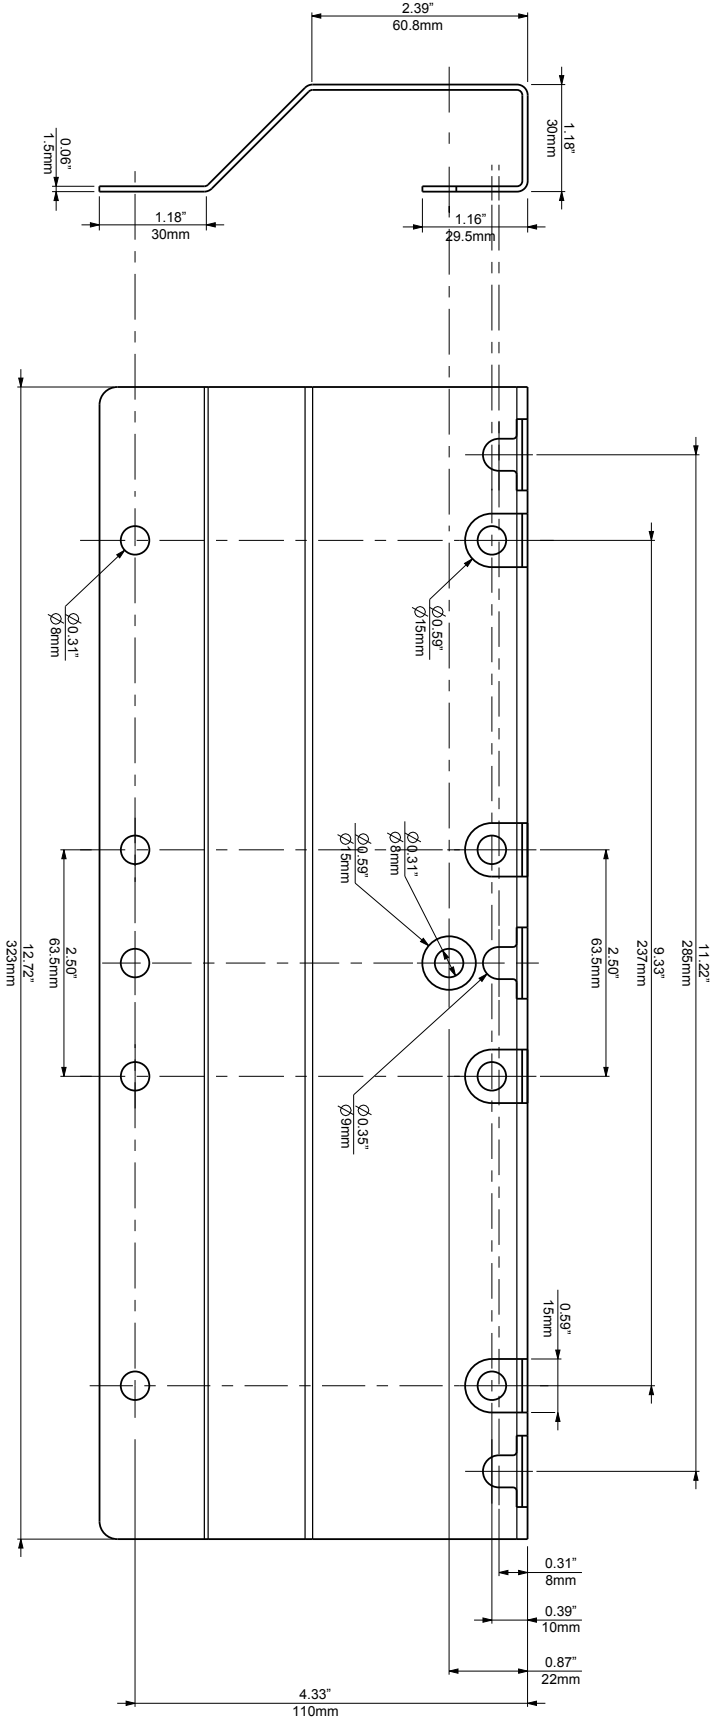 2.39”
60.8mm
1.18”
30mm
0.06”
1.5mm
1.18”
30mm
1.16”
29.5mm
Ø0.31”
Ø8mm
Ø0.59”
Ø15mm
Ø0.31”
Ø8mm
Ø0.59”
Ø15mm
11.22”
285mm
9.33”
237mm
2.50”
63.5mm
2.50”
63.5mm
12.72”
323mm
Ø0.35”
Ø9mm
0.59”
15mm
0.31”
8mm
0.39”
10mm
0.87”
22mm
4.33”
110mm